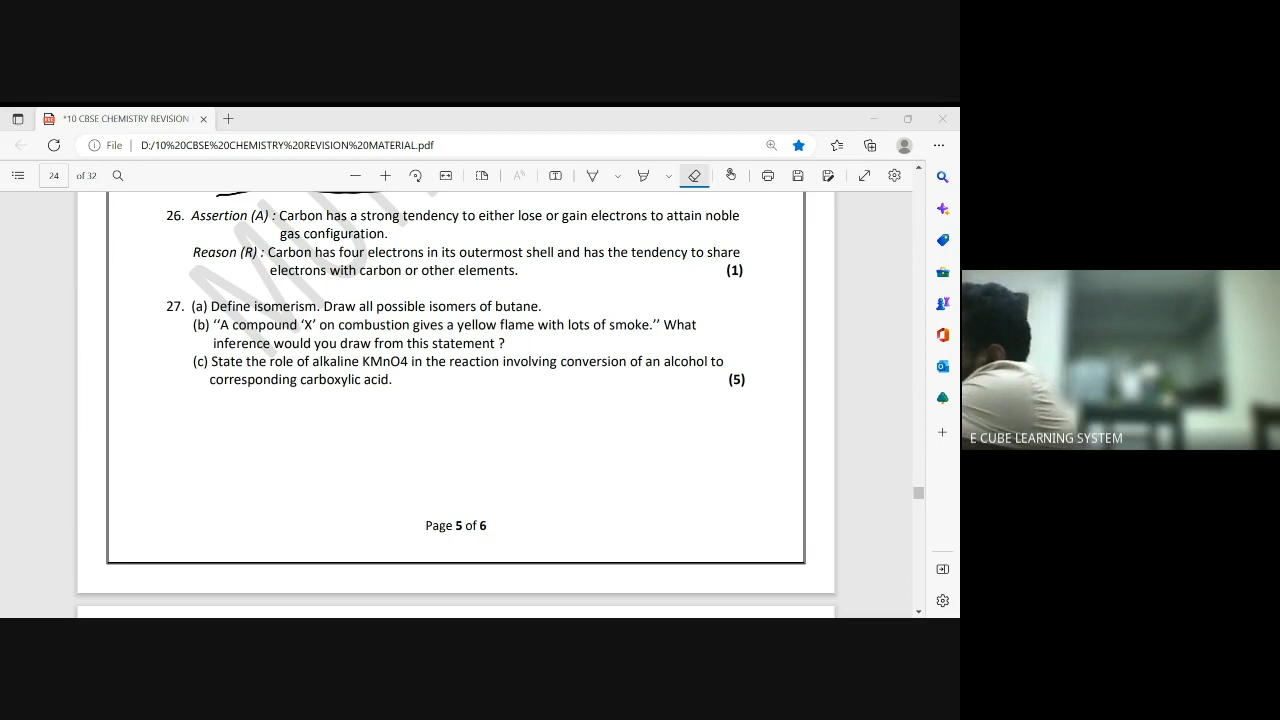 *10 CBSE CHEMISTRY REVISION
File D:/10%20CBSE%20CHEMISTRY%20REVISION%20MATERIAL.pdf
24 of 32
26. Assertion (A) : Carbon has a strong tendency to either lose or gain electrons to attain noble
gas configuration.
Reason (R) : Carbon has four electrons in its outermost shell and has the tendency to share
electrons with carbon or other elements. (1)
27. (a) Define isomerism. Draw all possible isomers of butane.
(b) ‘‘A compound ‘X’ on combustion gives a yellow flame with lots of smoke.’’ What
inference would you draw from this statement ?
(c) State the role of alkaline KMnO4 in the reaction involving conversion of an alcohol to
corresponding carboxylic acid. (5)
Page 5 of 6
E CUBE LEARNING SYSTEM